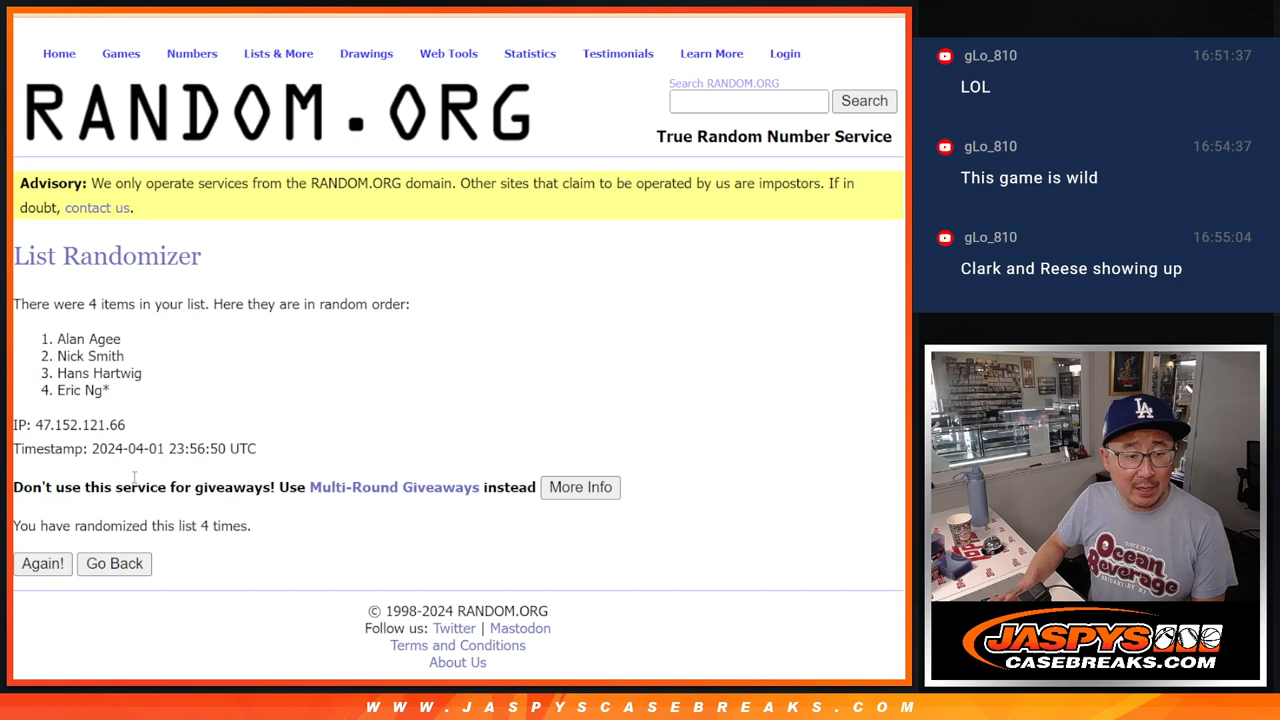 Home Games Numbers Lists & More Drawings Web Tools Statistics Testimonials Learn More Login
RANDOM.ORG
Search RANDOM.ORG
Search
True Random Number Service
Advisory: We only operate services from the RANDOM.ORG domain. Other sites that claim to be operated by us are impostors. If in
doubt, contact us.
List Randomizer
There were 4 items in your list. Here they are in random order:
1. Alan Agee
2. Nick Smith
3. Hans Hartwig
4. Eric Ng*
IP: 47.152.121.66
Timestamp: 2024-04-01 23:56:50 UTC
Don't use this service for giveaways! Use Multi-Round Giveaways instead More Info
You have randomized this list 4 times.
Again! Go Back
© 1998-2024 RANDOM.ORG
Follow us: Twitter | Mastodon
Terms and Conditions
About Us
gLo_810 16:51:37
LOL
gLo_810 16:54:37
This game is wild
gLo_810 16:55:04
Clark and Reese showing up
LA
Ocean
Beverage
JASPYS
CASEBREAKS.COM
WWW.JASPYSCASEBREAKS.COM